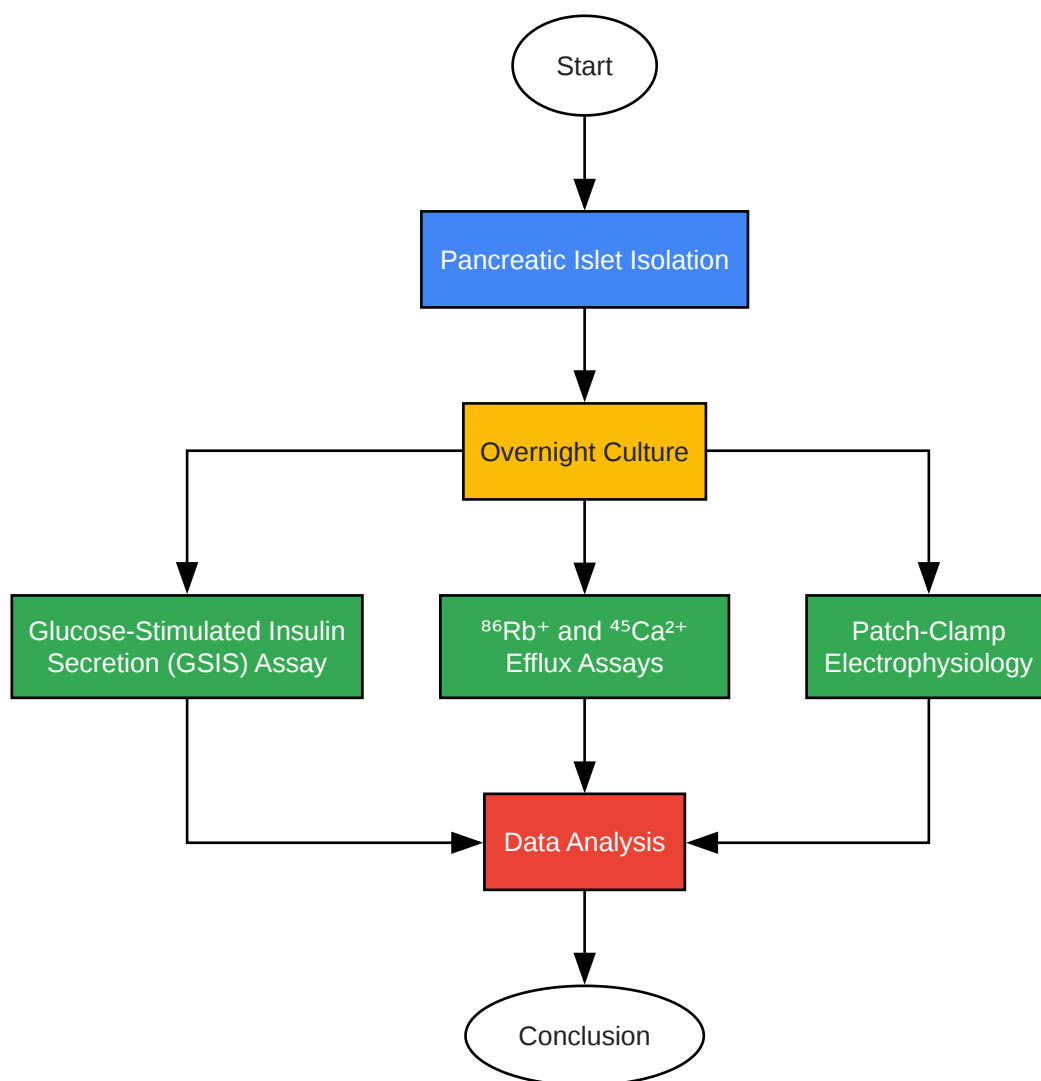 Start
Pancreatic Islet Isolation
Overnight Culture
Glucose-Stimulated Insulin
Secretion (GSIS) Assay
⁸⁶Rb⁺ and ⁴⁵Ca²⁺
Efflux Assays
Patch-Clamp
Electrophysiology
Data Analysis
Conclusion